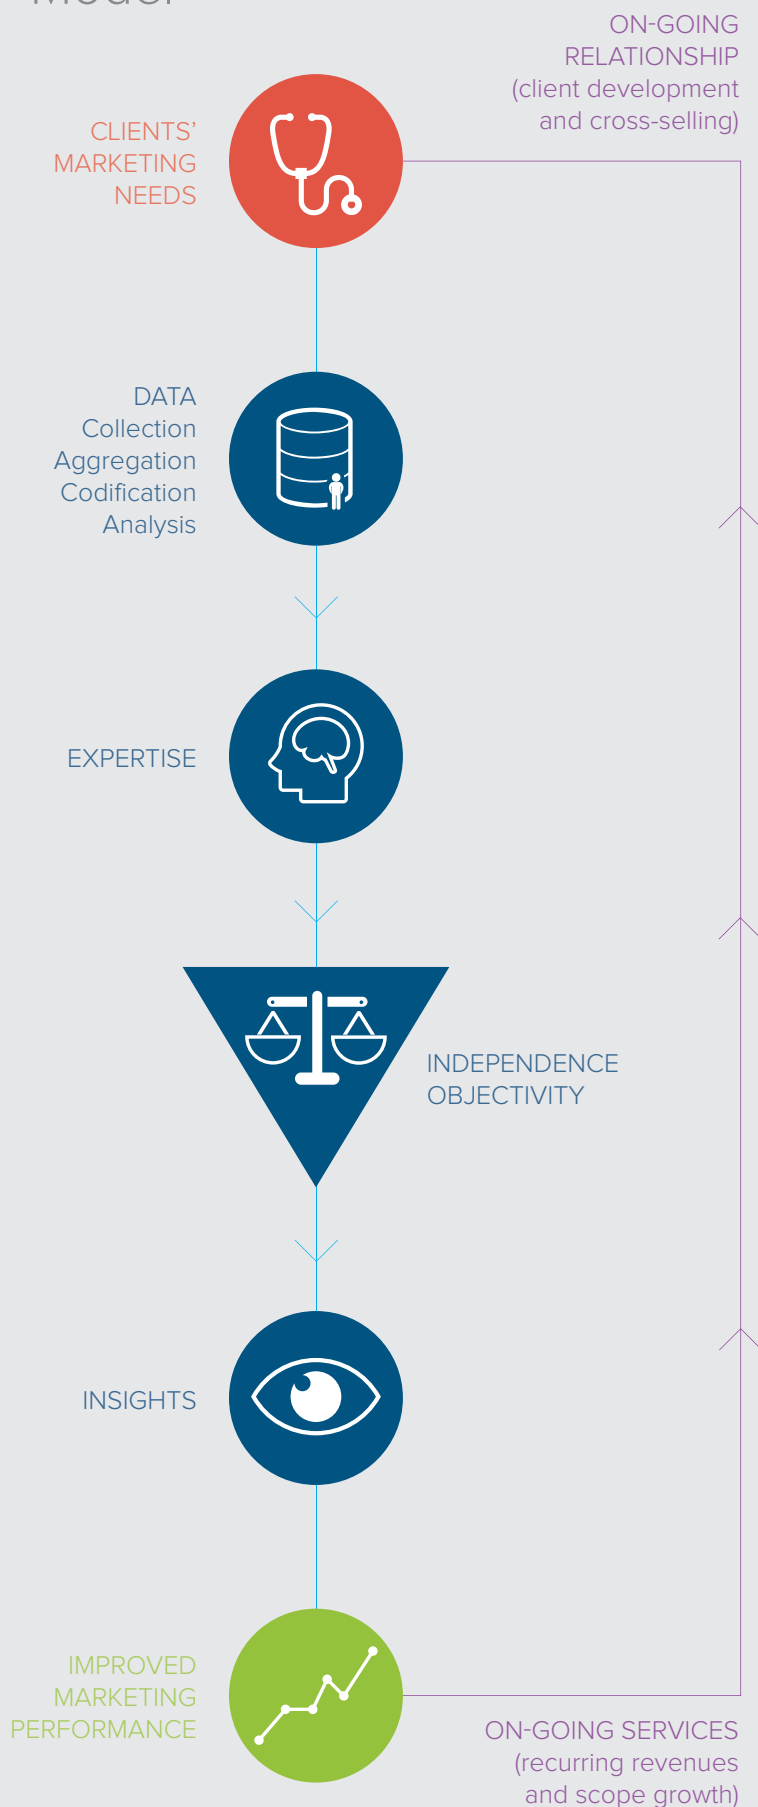 Model
ON-GOING
RELATIONSHIP
(client development
and cross-selling)
CLIENTS’
MARKETING
NEEDS
DATA
Collection
Aggregation
Codification
Analysis
EXPERTISE
INDEPENDENCE
OBJECTIVITY
INSIGHTS
IMPROVED
MARKETING
PERFORMANCE
ON-GOING SERVICES
(recurring revenues
and scope growth)